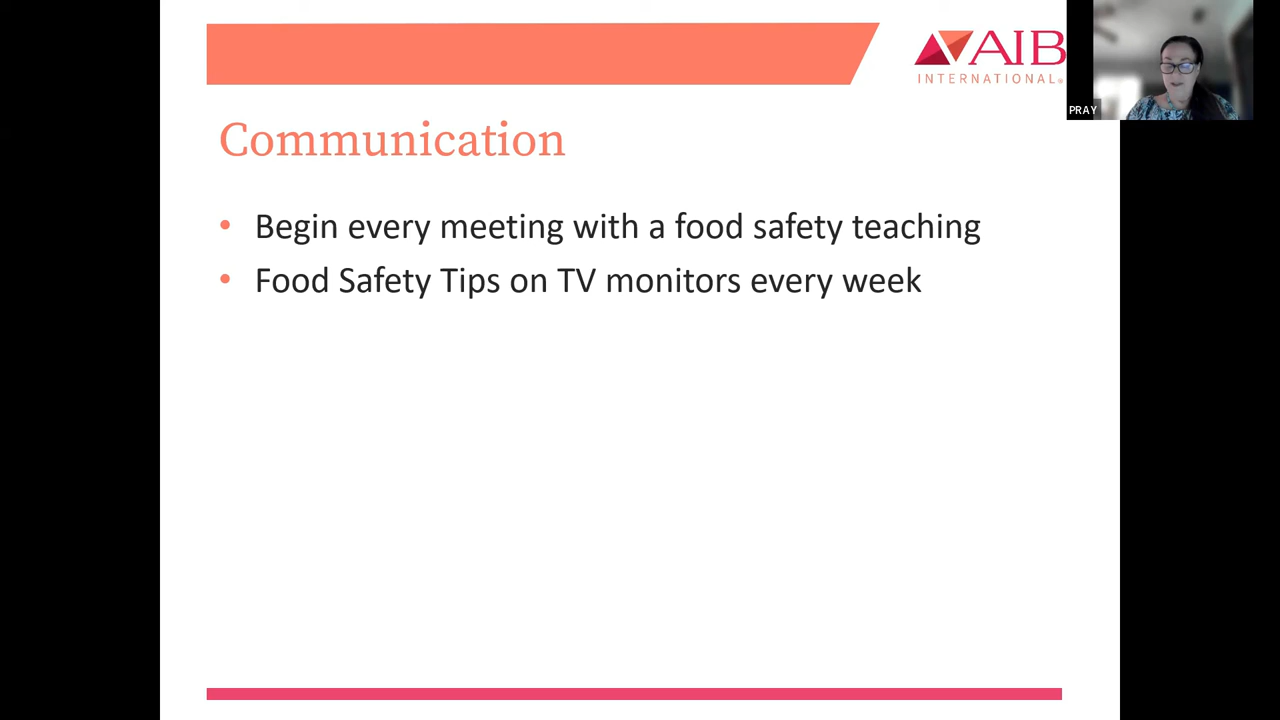 AIB
INTERNATIONAL®
PRAY
Communication
• Begin every meeting with a food safety teaching
• Food Safety Tips on TV monitors every week